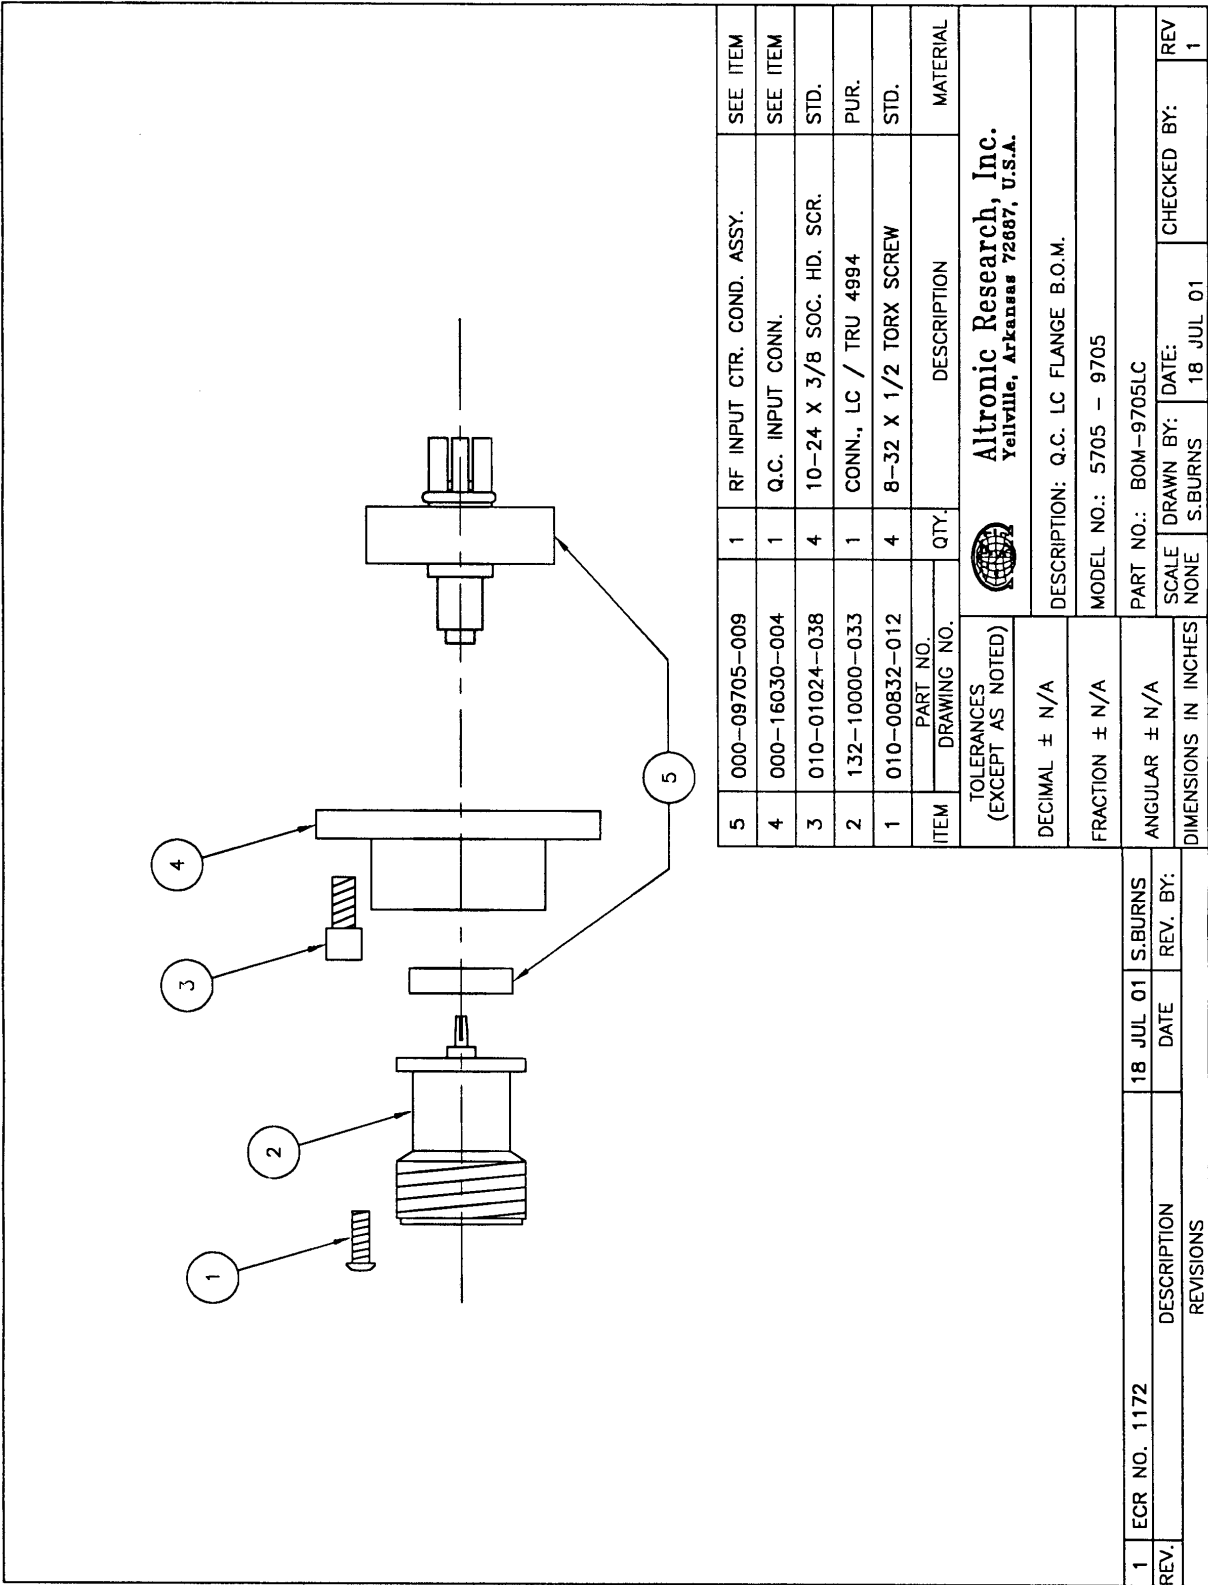 1
2
3
4
5
5 000-09705-009 1 RF INPUT CTR. COND. ASSY. SEE ITEM
4 000-16030-004 1 Q.C. INPUT CONN. SEE ITEM
3 010-01024-038 4 10-24 X 3/8 SOC. HD. SCR. STD.
2 132-10000-033 1 CONN., LC / TRU 4994 PUR.
1 010-00832-012 4 8-32 X 1/2 TORX SCREW STD.
ITEM PART NO. DRAWING NO. QTY. DESCRIPTION MATERIAL
TOLERANCES
(EXCEPT AS NOTED)
DECIMAL ± N/A
FRACTION ± N/A
ANGULAR ± N/A
DIMENSIONS IN INCHES
Altronic Research, Inc.
Yellville, Arkansas 72687, U.S.A.
DESCRIPTION: Q.C. LC FLANGE B.O.M.
MODEL NO.: 5705 - 9705
PART NO.: BOM-9705LC
SCALE NONE
DRAWN BY: S.BURNS
DATE: 18 JUL 01
CHECKED BY:
REV 1
1 ECR NO. 1172 18 JUL 01 S.BURNS
REV. DESCRIPTION DATE REV. BY:
REVISIONS